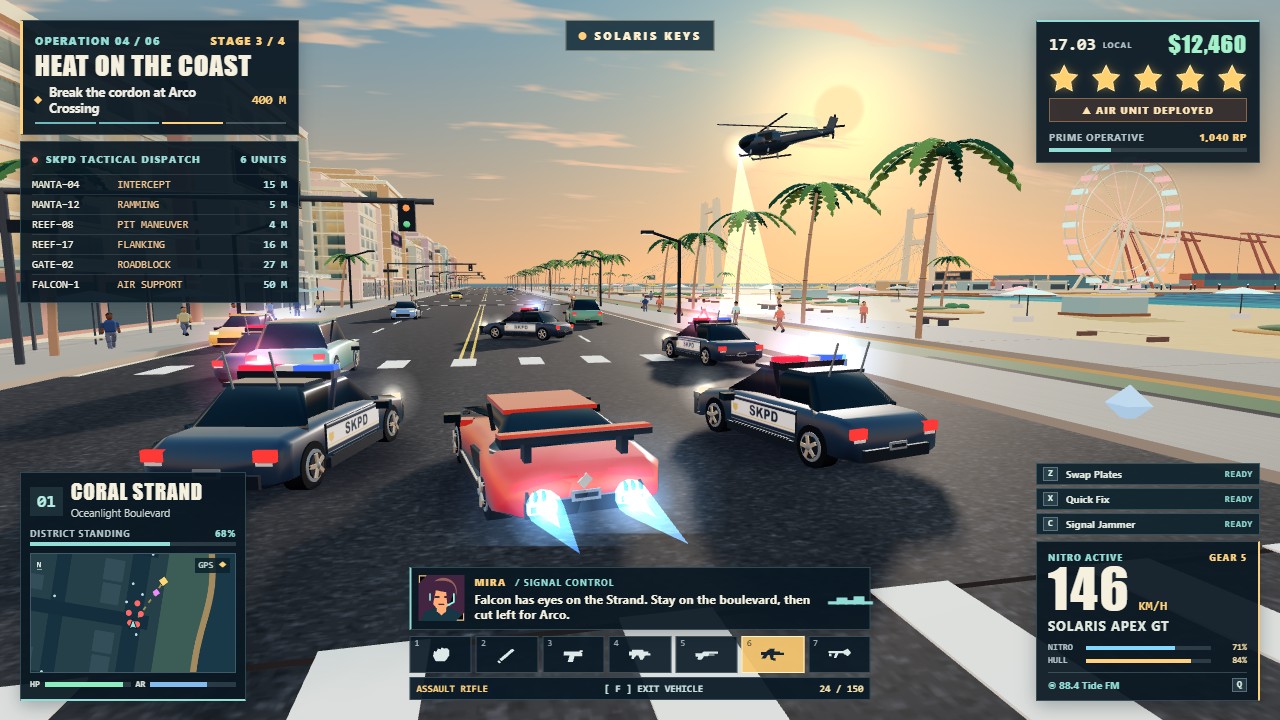 OPERATION 04 / 06 STAGE 3 / 4
HEAT ON THE COAST
Break the cordon at Arco
Crossing
400 M
SKPD TACTICAL DISPATCH 6 UNITS
MANTA-04 INTERCEPT 15 M
MANTA-12 RAMMING 5 M
REEF-08 PIT MANEUVER 4 M
REEF-17 FLANKING 16 M
GATE-02 ROADBLOCK 27 M
FALCON-1 AIR SUPPORT 50 M
SOLARIS KEYS
17.03 LOCAL $12,460
AIR UNIT DEPLOYED
PRIME OPERATIVE 1,040 RP
SKPD
SKPD
SKPD
SKPD
01 CORAL STRAND
Oceanlight Boulevard
DISTRICT STANDING 68%
N GPS
HP AR
MIRA / SIGNAL CONTROL
Falcon has eyes on the Strand. Stay on the boulevard, then
cut left for Arco.
1 2 3 4 5 6 7
ASSAULT RIFLE [ F ] EXIT VEHICLE 24 / 150
Z Swap Plates READY
X Quick Fix READY
C Signal Jammer READY
NITRO ACTIVE GEAR 5
146 KM/H
SOLARIS APEX GT
NITRO 71%
HULL 84%
88.4 Tide FM Q